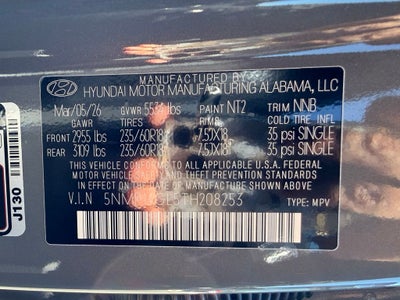 MANUFACTURED BY
HYUNDAI MOTOR MANUFACTURING ALABAMA, LLC
Mar/05/26 GVWR 5534 lbs PAINT NT2 TRIM NNB
GAWR TIRES COLD TIRE INFL
FRONT 2955 lbs 235/60R18 7.5JX18 35 psi SINGLE
REAR 3109 lbs 235/60R18 7.5JX18 35 psi SINGLE
THIS VEHICLE CONFORMS TO ALL APPLICABLE U.S. FEDERAL
MOTOR VEHICLE SAFETY AND THEFT PREVENTION STANDARDS
IN EFFECT ON THE DATE OF MANUFACTURE SHOWN ABOVE.
V.I.N TH208253 TYPE: MPV
J130